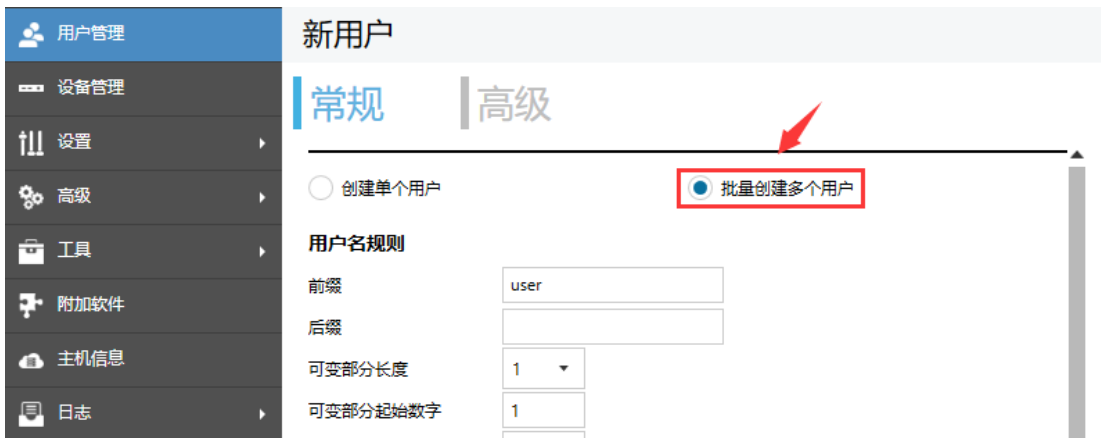 用户管理
设备管理
设置
高级
工具
附加软件
主机信息
日志
新用户
常规 高级
创建单个用户 批量创建多个用户
用户名规则
前缀 user
后缀
可变部分长度 1
可变部分起始数字 1